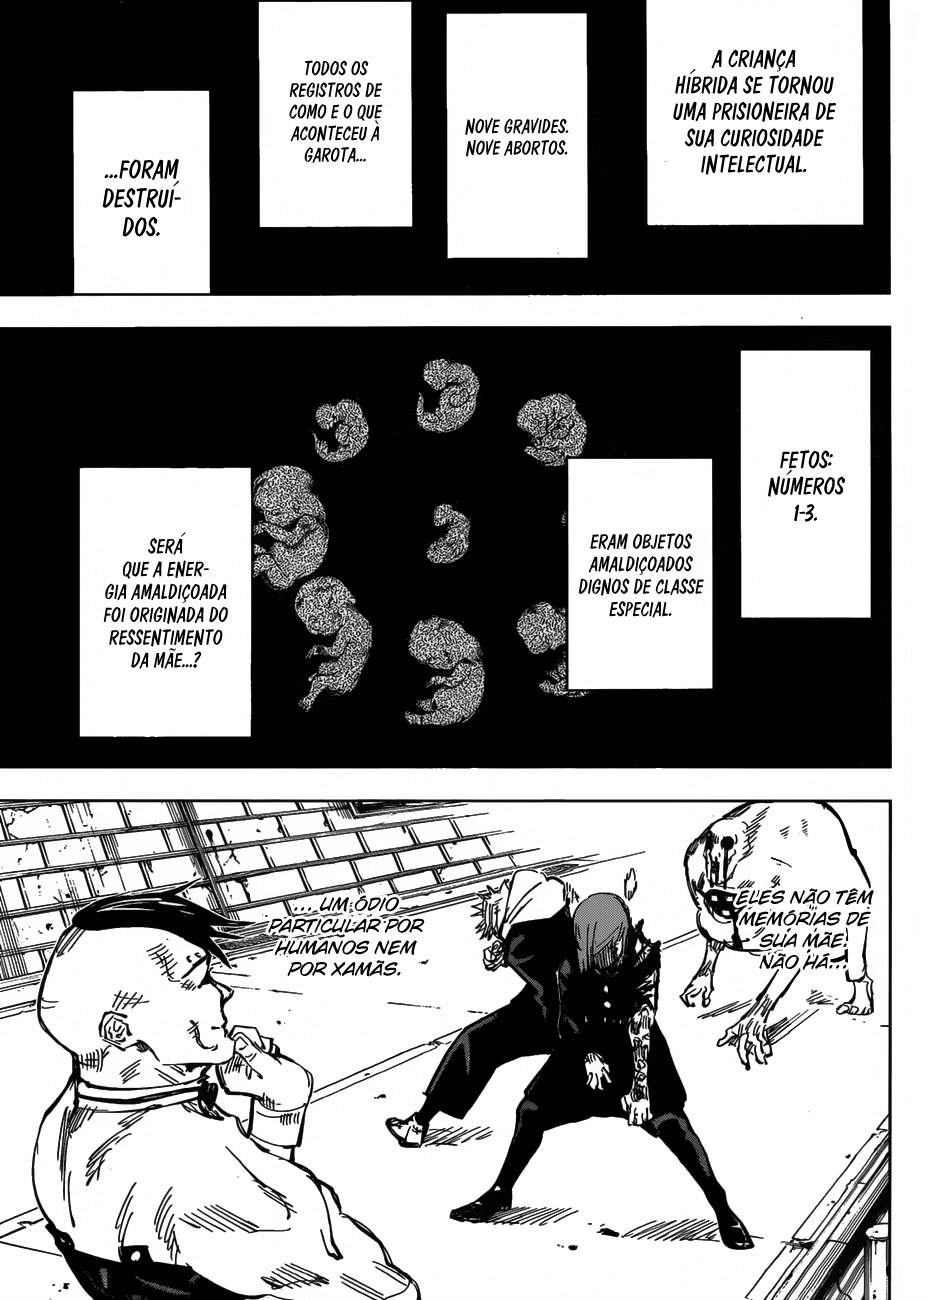 A CRIANÇA
HÍBRIDA SE TORNOU
UMA PRISIONEIRA DE
SUA CURIOSIDADE
INTELECTUAL.
NOVE GRAVIDES.
NOVE ABORTOS.
TODOS OS
REGISTROS DE
COMO E O QUE
ACONTECEU À
GAROTA...
...FORAM
DESTRUÍ-
DOS.
FETOS:
NÚMEROS
1-3.
ERAM OBJETOS
AMALDIÇOADOS
DIGNOS DE CLASSE
ESPECIAL.
SERÁ
QUE A ENER-
GIA AMALDIÇOADA
FOI ORIGINADA DO
RESSENTIMENTO
DA MÃE...?
ELES NÃO TÊM
MEMÓRIAS DE
SUA MÃE.
NÃO HÁ...
... UM ÓDIO
PARTICULAR POR
HUMANOS NEM
POR XAMÃS.